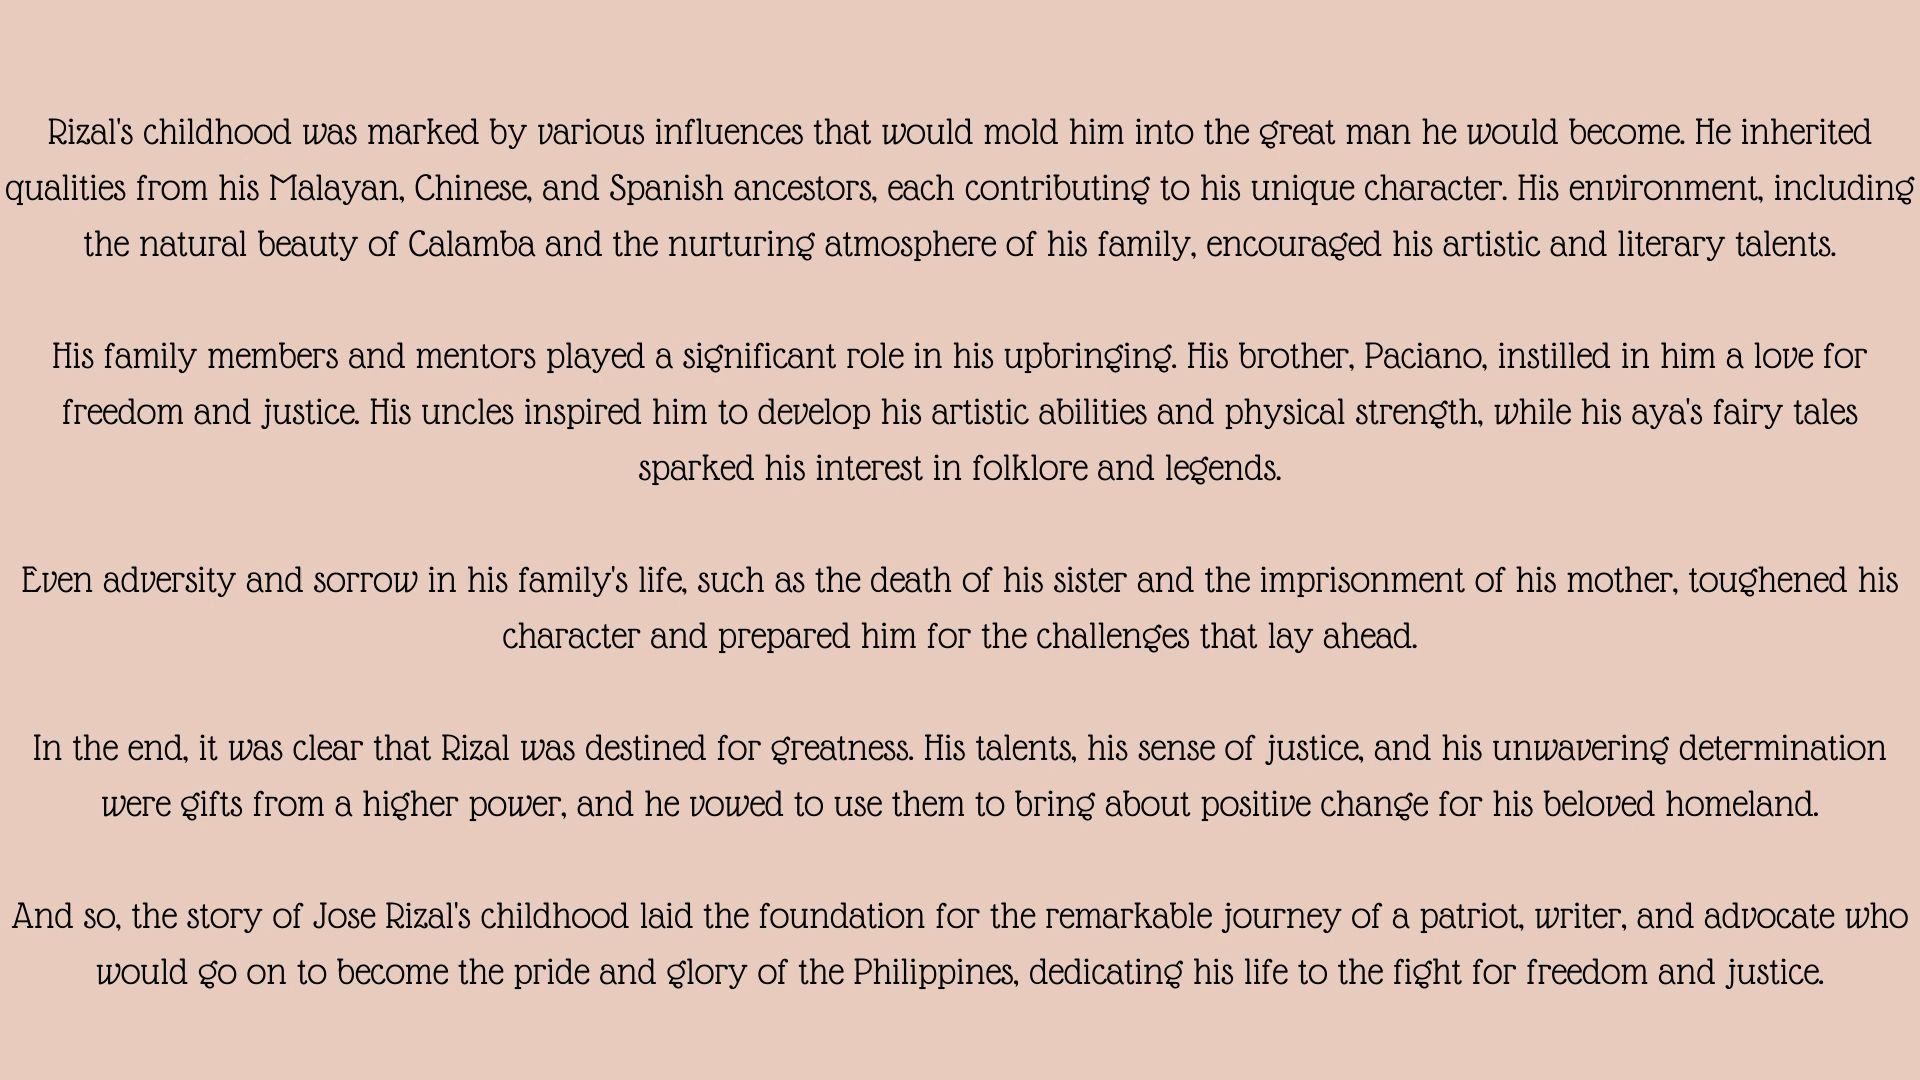 Rizal's childhood was marked by various influences that would mold him into the great man he would become. He inherited
qualities from his Malayan, Chinese, and Spanish ancestors, each contributing to his unique character. His environment, including
the natural beauty of Calamba and the nurturing atmosphere of his family, encouraged his artistic and literary talents.
His family members and mentors played a significant role in his upbringing. His brother, Paciano, instilled in him a love for
freedom and justice. His uncles inspired him to develop his artistic abilities and physical strength, while his aya's fairy tales
sparked his interest in folklore and legends.
Even adversity and sorrow in his family's life, such as the death of his sister and the imprisonment of his mother, toughened his
character and prepared him for the challenges that lay ahead.
In the end, it was clear that Rizal was destined for greatness. His talents, his sense of justice, and his unwavering determination
were gifts from a higher power, and he vowed to use them to bring about positive change for his beloved homeland.
And so, the story of Jose Rizal's childhood laid the foundation for the remarkable journey of a patriot, writer, and advocate who
would go on to become the pride and glory of the Philippines, dedicating his life to the fight for freedom and justice.